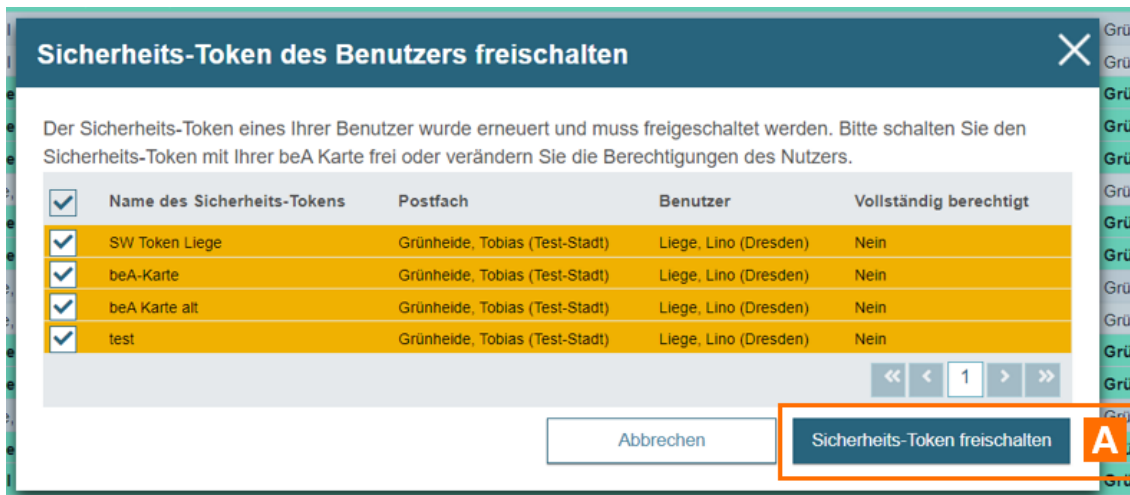 Sicherheits-Token des Benutzers freischalten
Der Sicherheits-Token eines Ihrer Benutzer wurde erneuert und muss freigeschaltet werden. Bitte schalten Sie den
Sicherheits-Token mit Ihrer beA Karte frei oder verändern Sie die Berechtigungen des Nutzers.
Name des Sicherheits-Tokens Postfach Benutzer Vollständig berechtigt
SW Token Liege Grünheide, Tobias (Test-Stadt) Liege, Lino (Dresden) Nein
beA-Karte Grünheide, Tobias (Test-Stadt) Liege, Lino (Dresden) Nein
beA Karte alt Grünheide, Tobias (Test-Stadt) Liege, Lino (Dresden) Nein
test Grünheide, Tobias (Test-Stadt) Liege, Lino (Dresden) Nein
« < 1 > »
Abbrechen Sicherheits-Token freischalten A